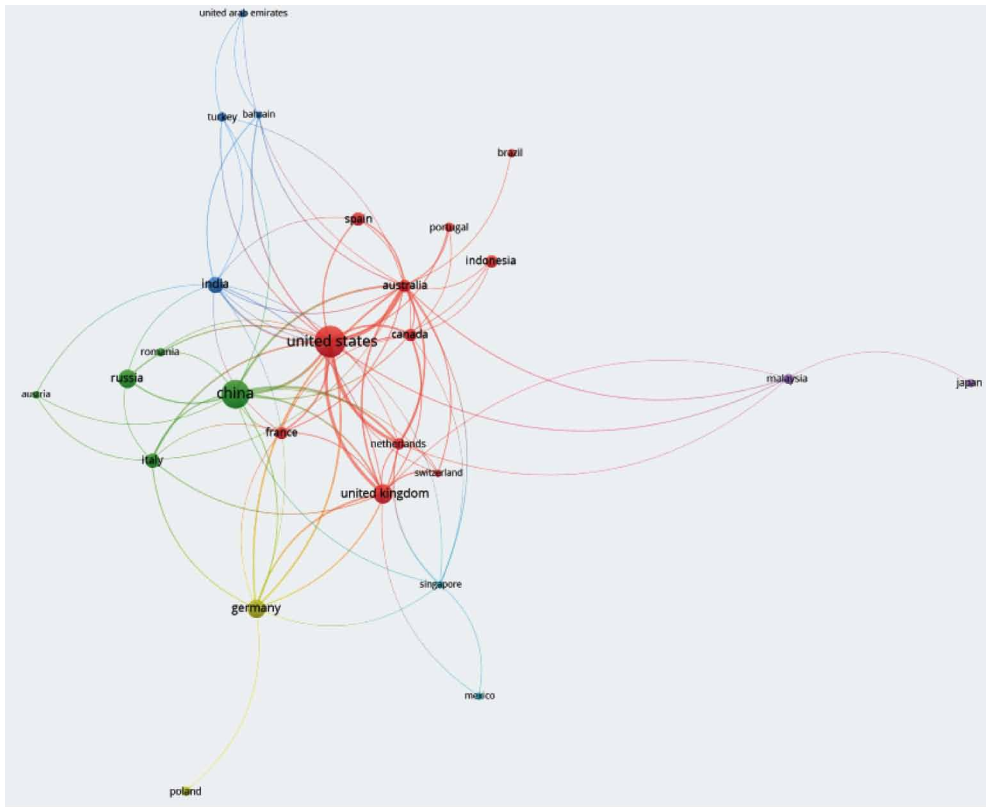 united arab emirates
turkey
bahrain
brazil
spain
portugal
indonesia
india
australia
canada
united states
romania
russia
malaysia
japan
austria
china
france
netherlands
italy
switzerland
united kingdom
singapore
germany
mexico
poland